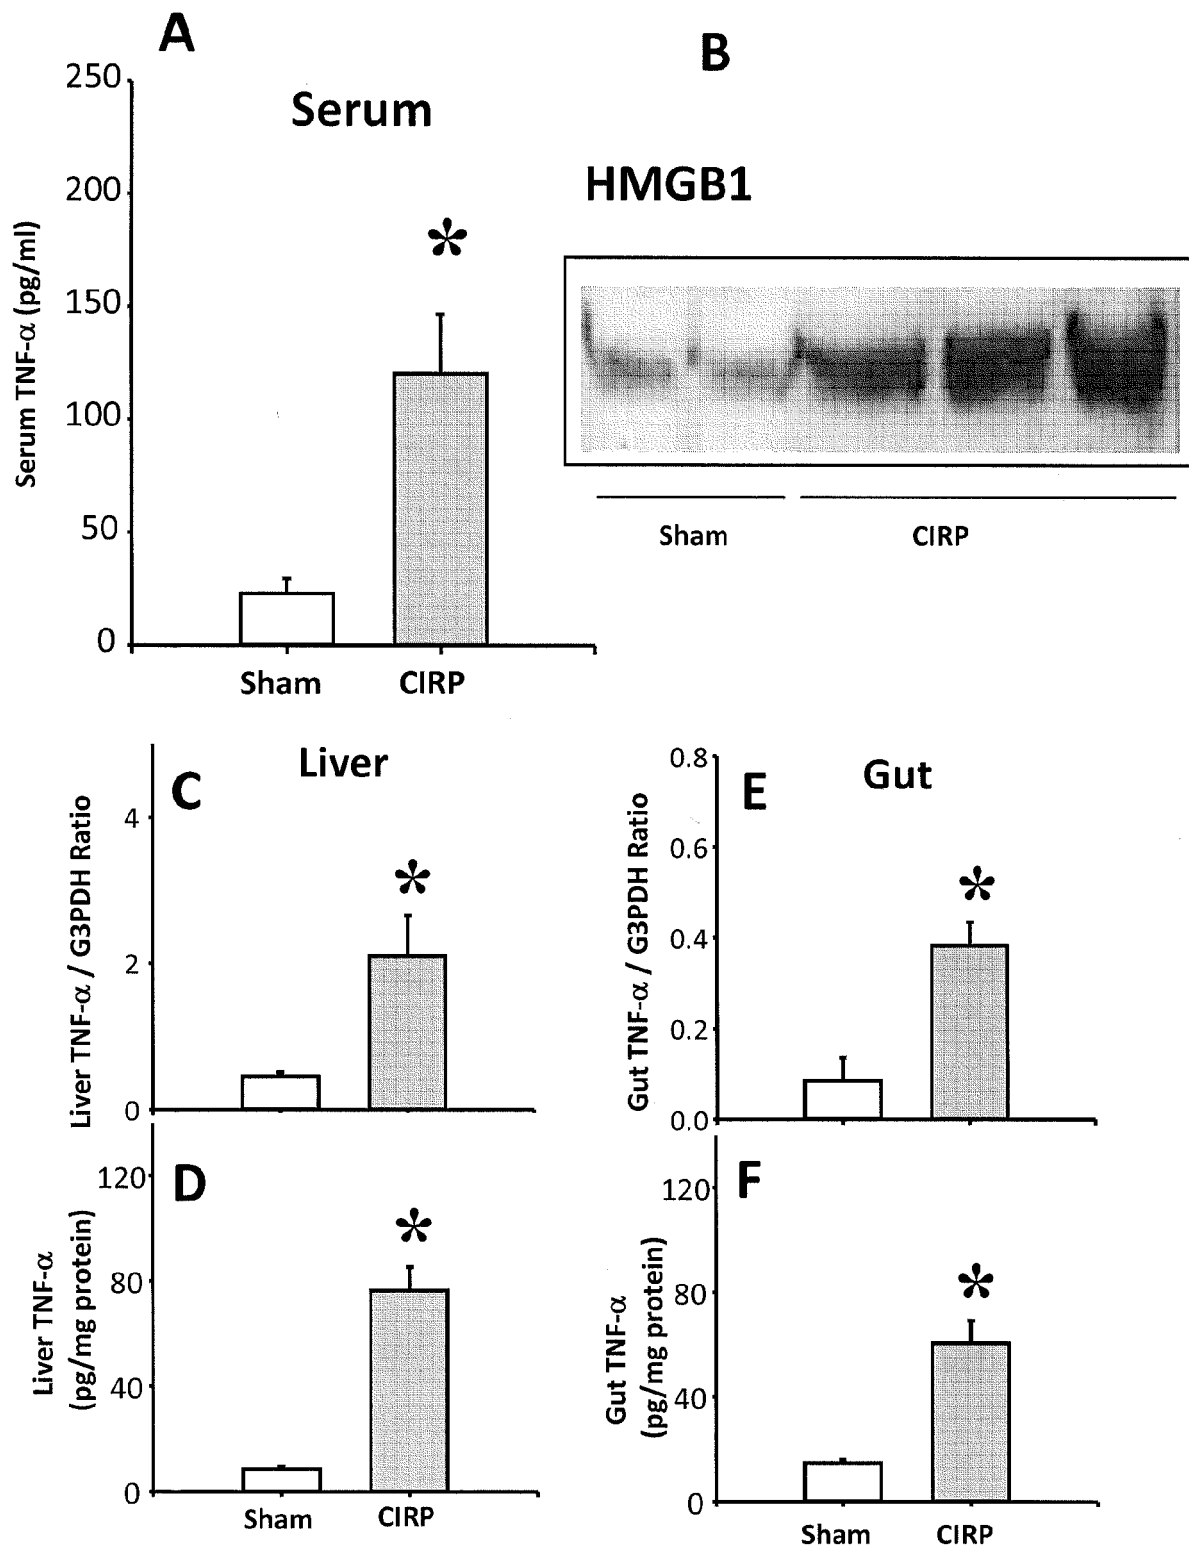 A
Serum
Serum TNF-α (pg/ml)
250
200
150
100
50
0
*
Sham CIRP
B
HMGB1
Sham CIRP
C
Liver
Liver TNF-α / G3PDH Ratio
4
2
0
*
D
Liver TNF-α
(pg/mg protein)
120
80
40
0
*
Sham CIRP
E
Gut
Gut TNF-α / G3PDH Ratio
0.8
0.6
0.4
0.2
0.0
*
F
Gut TNF-α
(pg/mg protein)
120
80
40
0
*
Sham CIRP